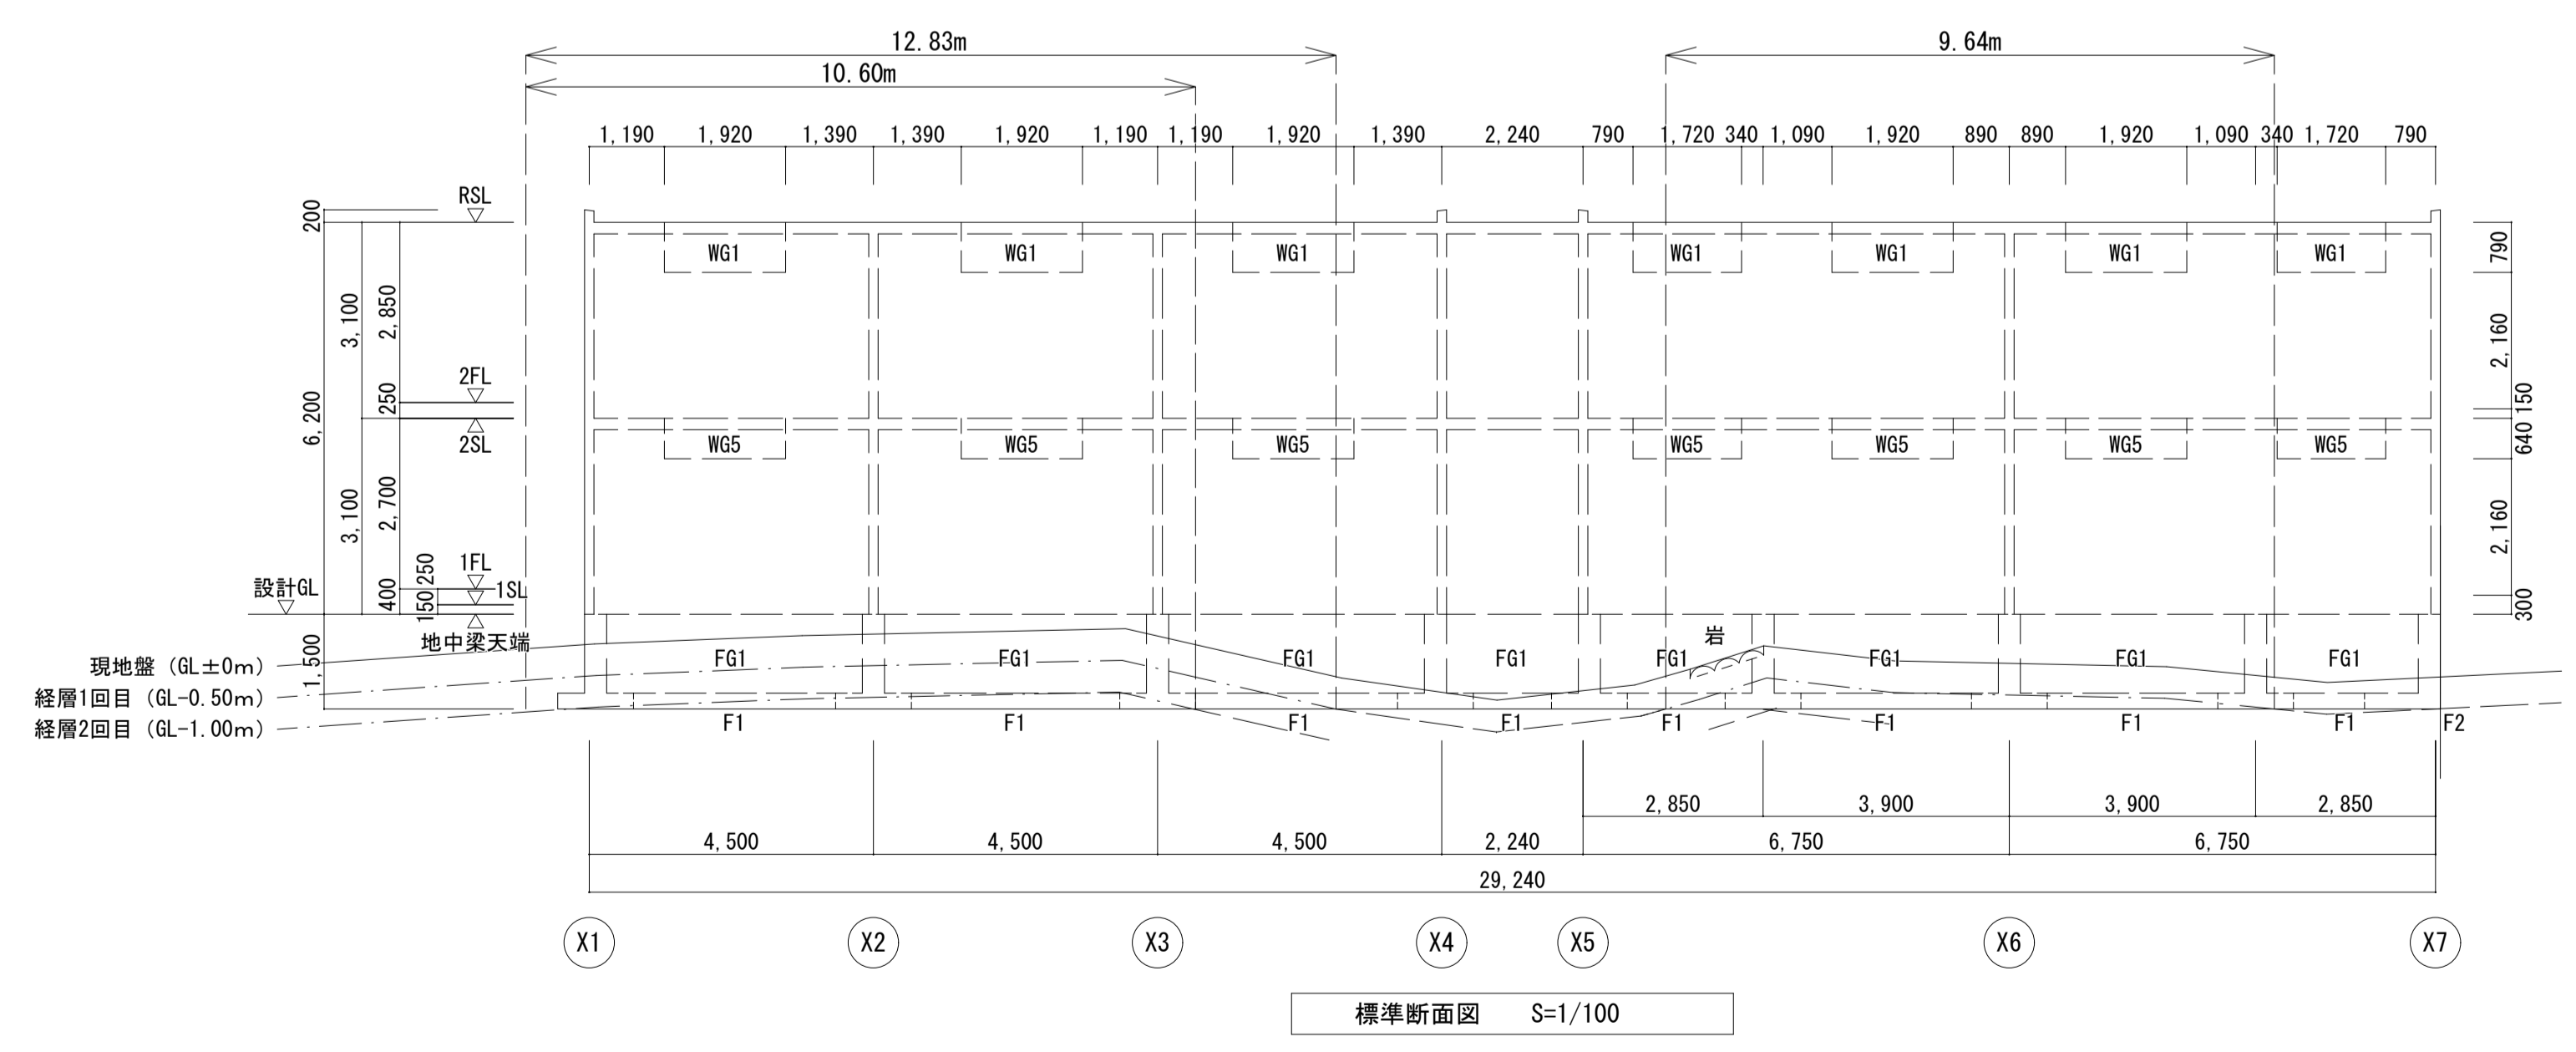 12.83m 9.64m
10.60m
1,190 1,920 1,390 1,390 1,920 1,190 1,190 1,920 1,390 2,240 790 1,720 340 1,090 1,920 890 890 1,920 1,090 340 1,720 790
RSL
200
WG1 WG1 WG1 WG1 WG1 WG1 WG1
790
3,100
2,850
2,160
2FL
250
150
6,200
2SL
WG5 WG5 WG5 WG5 WG5 WG5 WG5
640
3,100
2,700
2,160
1FL
250
設計GL
400
150
1SL
300
地中梁天端
岩
1,500
現地盤 (GL±0m)
FG1 FG1 FG1 FG1 FG1 FG1 FG1 FG1
経層1回目 (GL-0.50m)
経層2回目 (GL-1.00m)
F1 F1 F1 F1 F1 F1 F1 F1 F2
2,850 3,900 3,900 2,850
4,500 4,500 4,500 2,240 6,750 6,750
29,240
X1 X2 X3 X4 X5 X6 X7
標準断面図 S=1/100